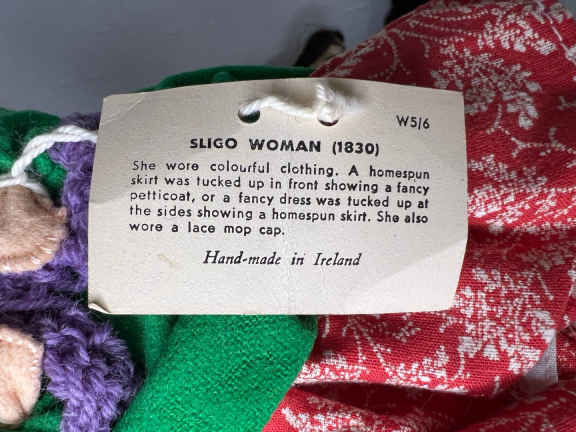 W5/6
SLIGO WOMAN (1830)
She wore colourful clothing. A homespun
skirt was tucked up in front showing a fancy
petticoat, or a fancy dress was tucked up at
the sides showing a homespun skirt. She also
wore a lace mop cap.
Hand-made in Ireland